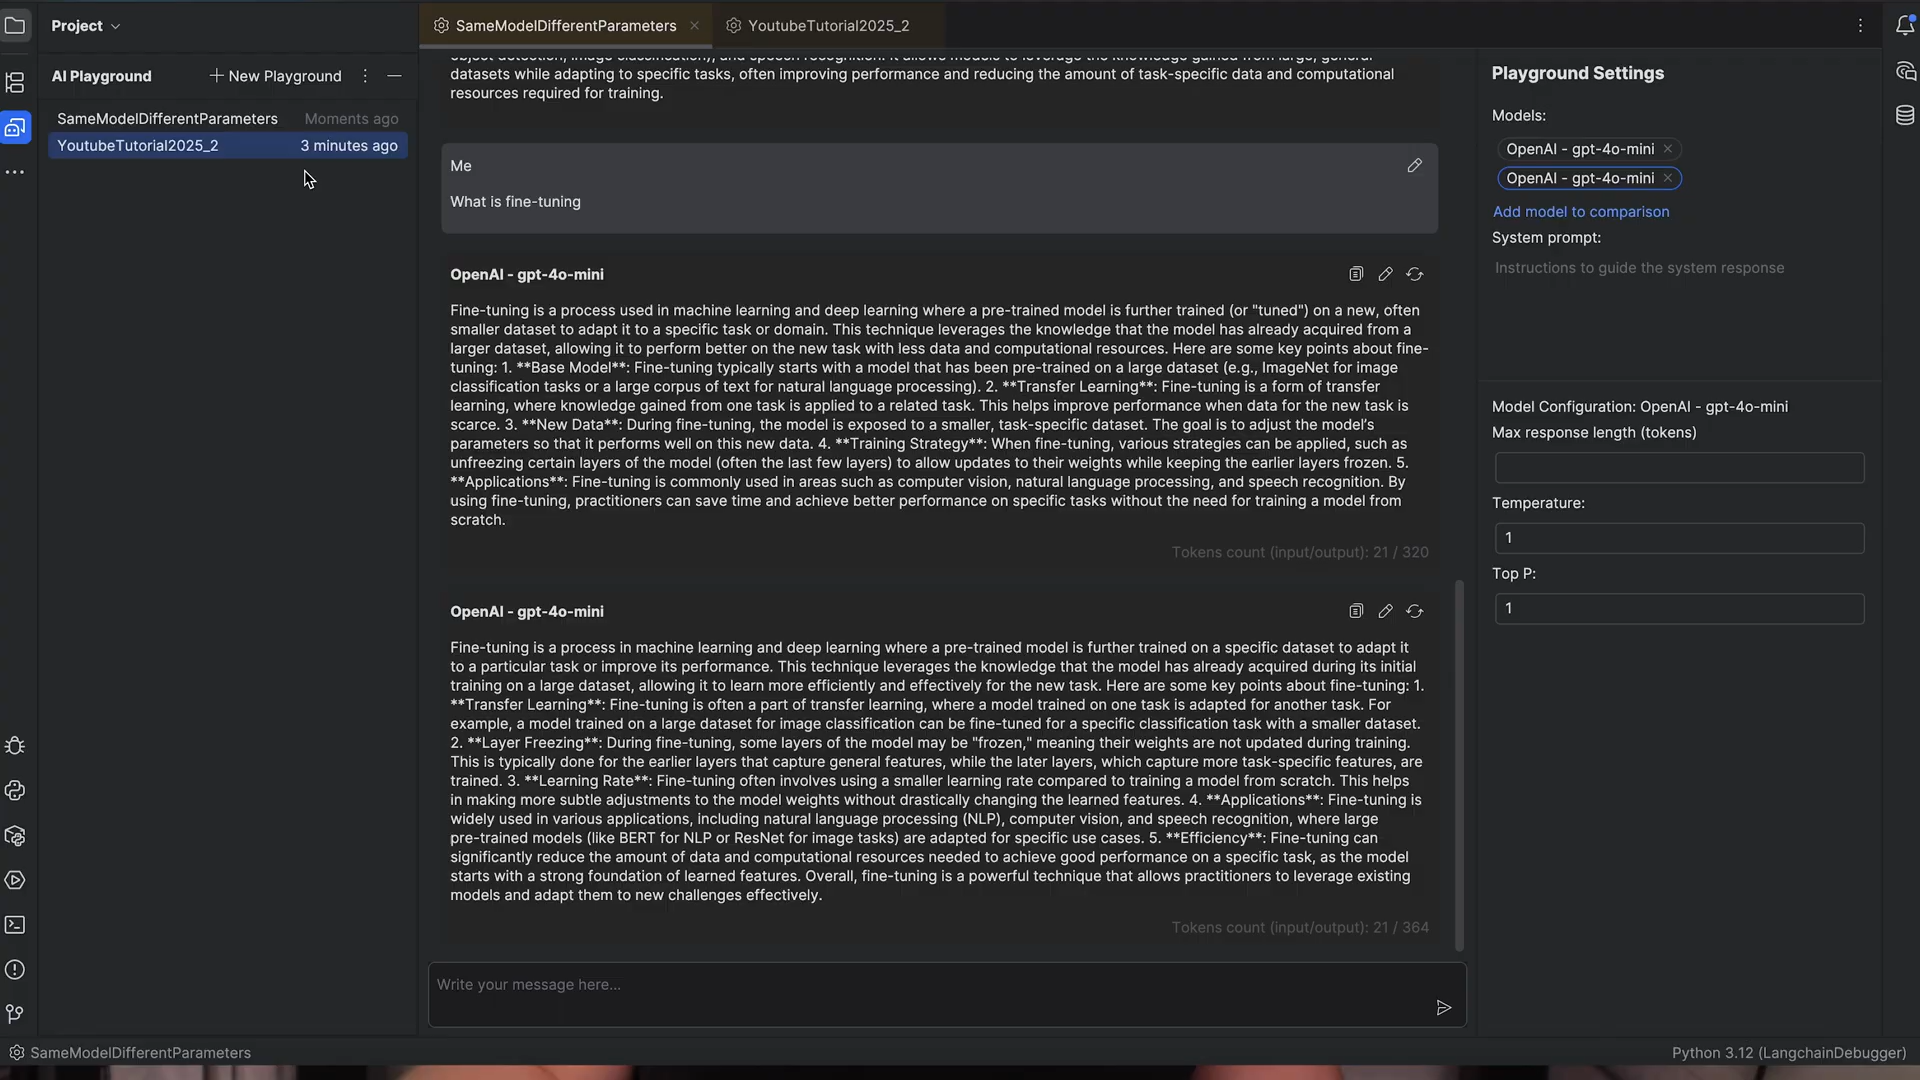 Project
SameModelDifferentParameters
YoutubeTutorial2025_2
AI Playground
New Playground
SameModelDifferentParameters Moments ago
YoutubeTutorial2025_2 3 minutes ago
datasets while adapting to specific tasks, often improving performance and reducing the amount of task-specific data and computational
resources required for training.
Me
What is fine-tuning
OpenAI - gpt-4o-mini
Fine-tuning is a process used in machine learning and deep learning where a pre-trained model is further trained (or "tuned") on a new, often
smaller dataset to adapt it to a specific task or domain. This technique leverages the knowledge that the model has already acquired from a
larger dataset, allowing it to perform better on the new task with less data and computational resources. Here are some key points about fine-
tuning: 1. **Base Model**: Fine-tuning typically starts with a model that has been pre-trained on a large dataset (e.g., ImageNet for image
classification tasks or a large corpus of text for natural language processing). 2. **Transfer Learning**: Fine-tuning is a form of transfer
learning, where knowledge gained from one task is applied to a related task. This helps improve performance when data for the new task is
scarce. 3. **New Data**: During fine-tuning, the model is exposed to a smaller, task-specific dataset. The goal is to adjust the model's
parameters so that it performs well on this new data. 4. **Training Strategy**: When fine-tuning, various strategies can be applied, such as
unfreezing certain layers of the model (often the last few layers) to allow updates to their weights while keeping the earlier layers frozen. 5.
**Applications**: Fine-tuning is commonly used in areas such as computer vision, natural language processing, and speech recognition. By
using fine-tuning, practitioners can save time and achieve better performance on specific tasks without the need for training a model from
scratch.
Tokens count (input/output): 21 / 320
OpenAI - gpt-4o-mini
Fine-tuning is a process in machine learning and deep learning where a pre-trained model is further trained on a specific dataset to adapt it
to a particular task or improve its performance. This technique leverages the knowledge that the model has already acquired during its initial
training on a large dataset, allowing it to learn more efficiently and effectively for the new task. Here are some key points about fine-tuning: 1.
**Transfer Learning**: Fine-tuning is often a part of transfer learning, where a model trained on one task is adapted for another task. For
example, a model trained on a large dataset for image classification can be fine-tuned for a specific classification task with a smaller dataset.
2. **Layer Freezing**: During fine-tuning, some layers of the model may be "frozen," meaning their weights are not updated during training.
This is typically done for the earlier layers that capture general features, while the later layers, which capture more task-specific features, are
trained. 3. **Learning Rate**: Fine-tuning often involves using a smaller learning rate compared to training a model from scratch. This helps
in making more subtle adjustments to the model weights without drastically changing the learned features. 4. **Applications**: Fine-tuning is
widely used in various applications, including natural language processing (NLP), computer vision, and speech recognition, where large
pre-trained models (like BERT for NLP or ResNet for image tasks) are adapted for specific use cases. 5. **Efficiency**: Fine-tuning can
significantly reduce the amount of data and computational resources needed to achieve good performance on a specific task, as the model
starts with a strong foundation of learned features. Overall, fine-tuning is a powerful technique that allows practitioners to leverage existing
models and adapt them to new challenges effectively.
Tokens count (input/output): 21 / 364
Write your message here...
Playground Settings
Models:
OpenAI - gpt-4o-mini
OpenAI - gpt-4o-mini
Add model to comparison
System prompt:
Instructions to guide the system response
Model Configuration: OpenAI - gpt-4o-mini
Max response length (tokens)
Temperature:
1
Top P:
1
SameModelDifferentParameters
Python 3.12 (LangchainDebugger)